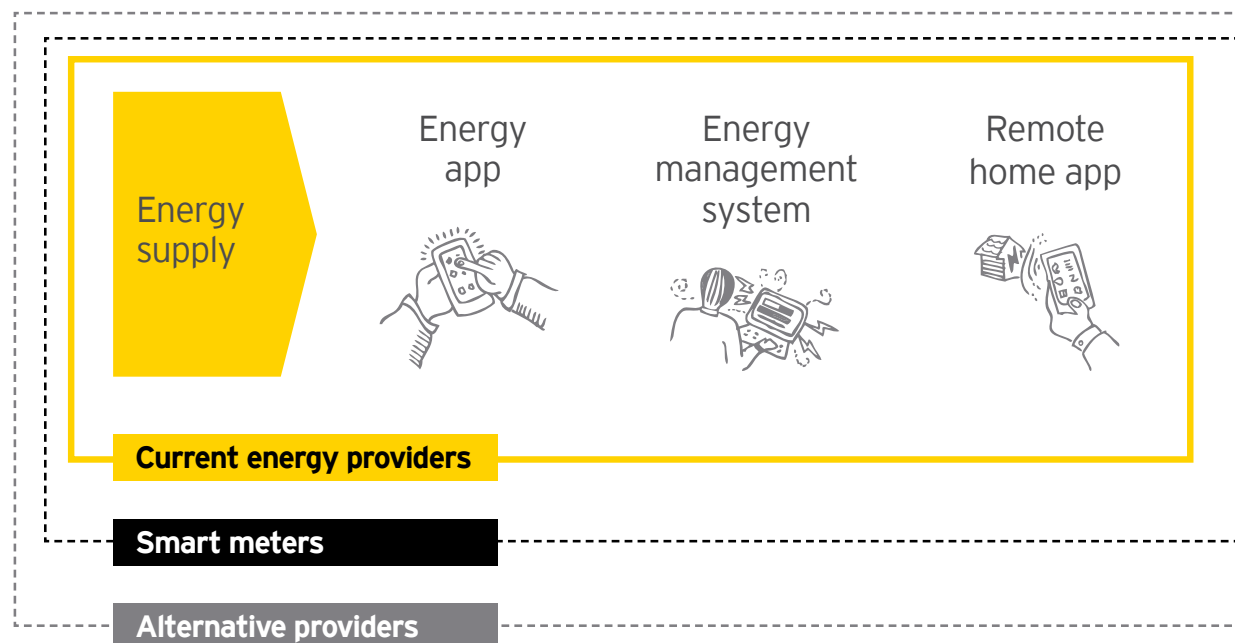 Energy
supply
Energy
app
Energy
management
system
Remote
home app
Current energy providers
Smart meters
Alternative providers